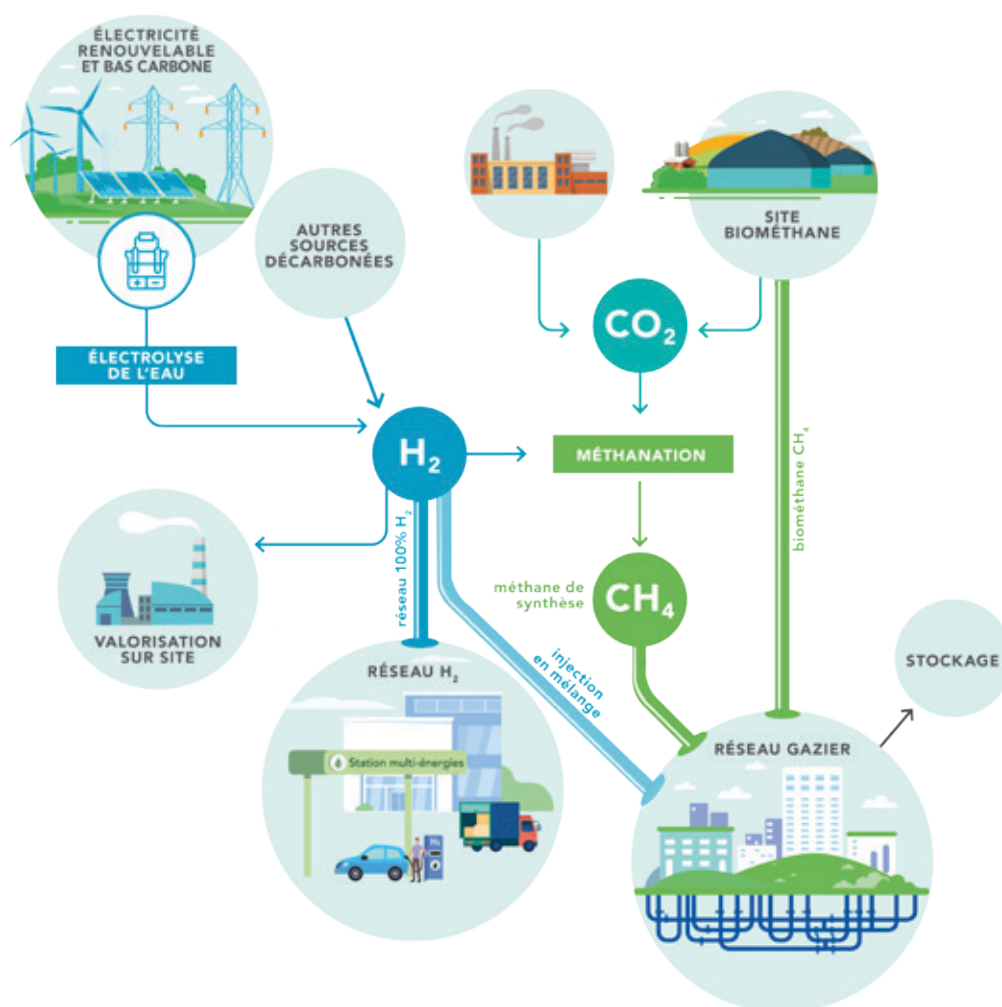 ÉLECTRICITÉ
RENOUVELABLE
ET BAS CARBONE
AUTRES
SOURCES
DÉCARBONÉES
SITE
BIOMÉTHANE
CO₂
ÉLECTROLYSE
DE L'EAU
H₂
MÉTHANATION
biométhane CH₄
réseau 100% H₂
VALORISATION
SUR SITE
méthane de
synthèse
CH₄
injection
en mélange
STOCKAGE
RÉSEAU H₂
Station multi-énergies
H₂
RÉSEAU GAZIER